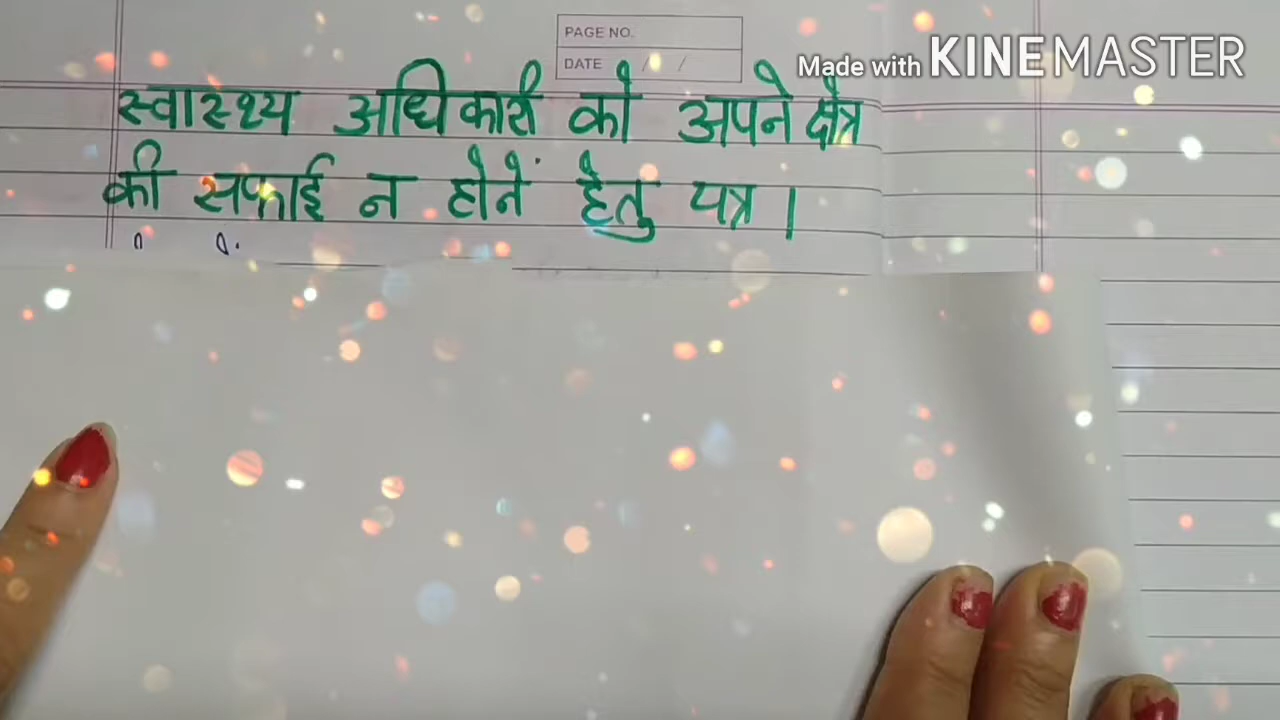 PAGE NO.
DATE / /
Made with KINEMASTER
स्वास्थ्य अधिकारी को अपने क्षेत्र
की सफाई न होनें हेतु पत्र ।